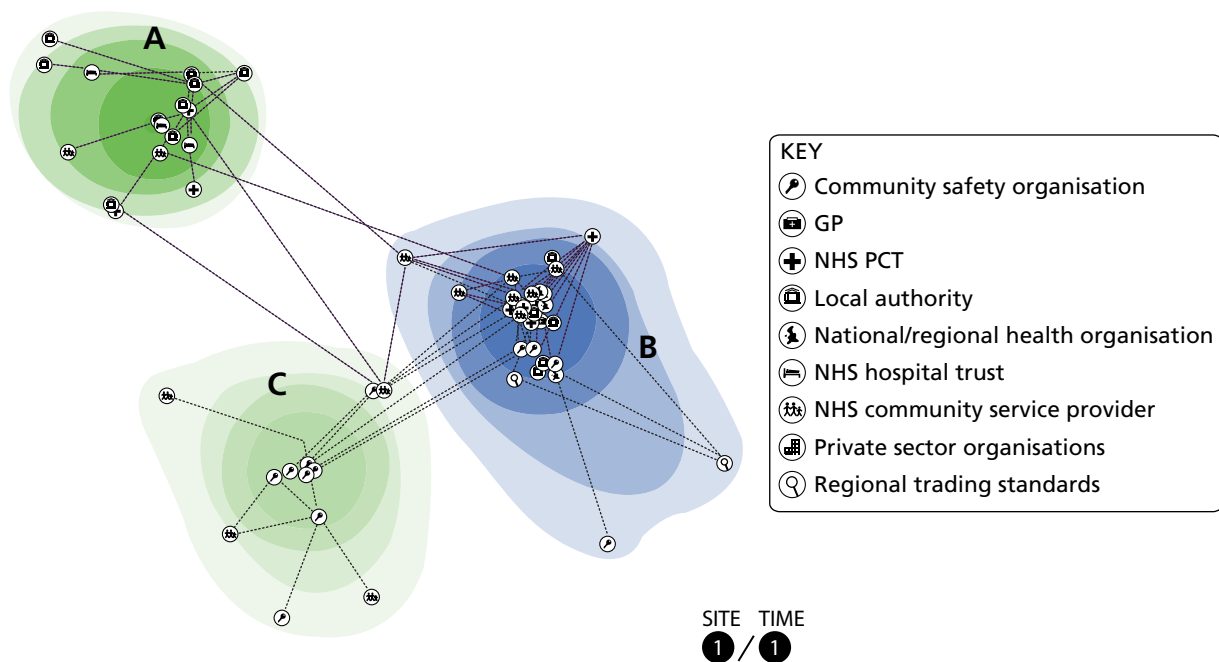 A
B
C
KEY
Community safety organisation
GP
NHS PCT
Local authority
National/regional health organisation
NHS hospital trust
NHS community service provider
Private sector organisations
Regional trading standards
SITE TIME
1 / 1